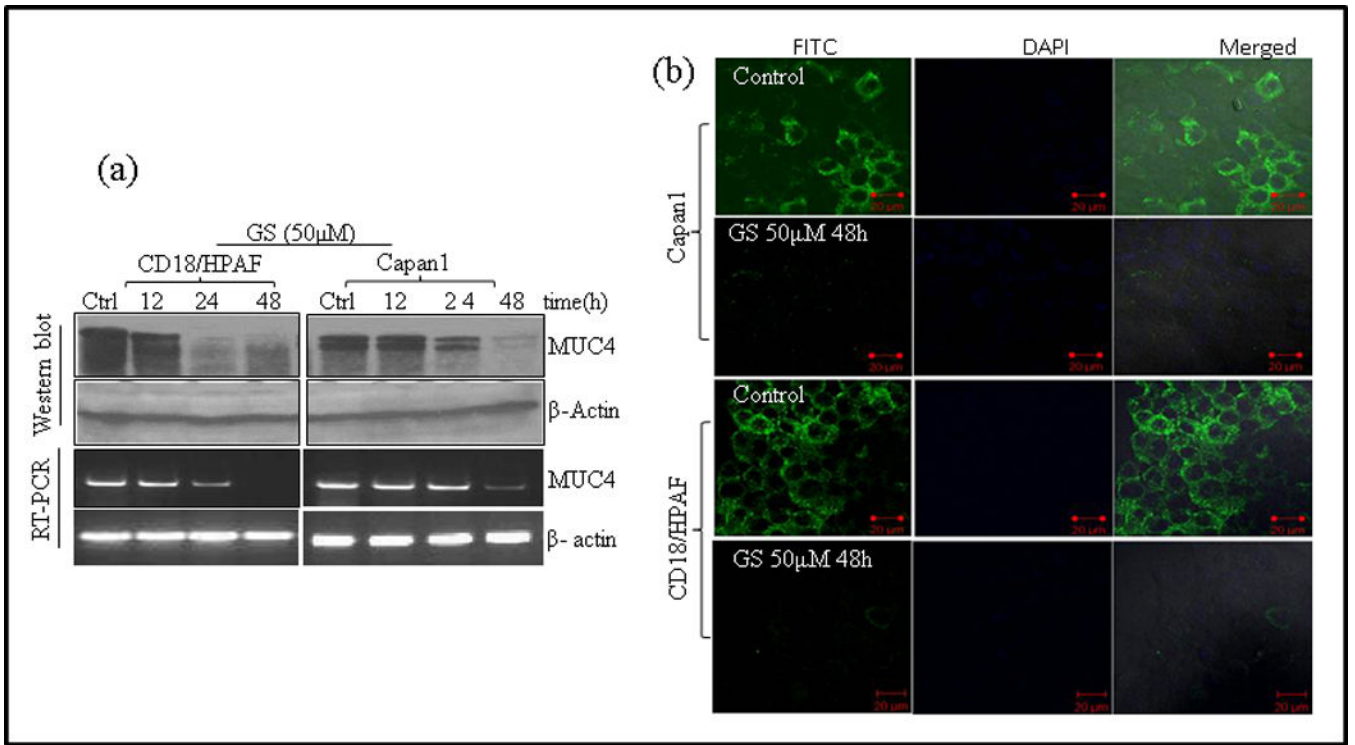 (a)
GS (50µM)
CD18/HPAF Capan1
Ctrl 12 24 48 Ctrl 12 2 4 48 time(h)
Western blot
MUC4
β-Actin
RT-PCR
MUC4
β- actin
(b)
FITC DAPI Merged
Capan1
Control
20 µm 20 µm 20 µm
GS 50µM 48h
20 µm 20 µm 20 µm
CD18/HPAF
Control
20 µm 20 µm 20 µm
GS 50µM 48h
20 µm 20 µm 20 µm